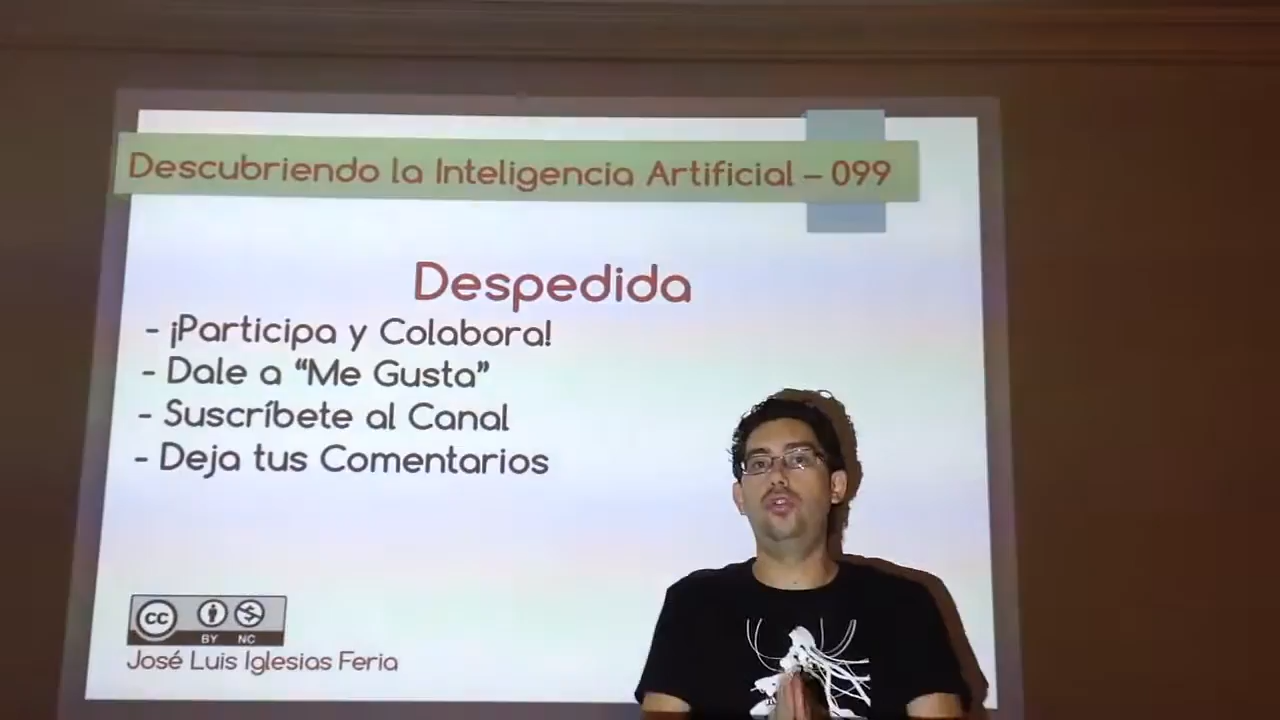 Descubriendo la Inteligencia Artificial – 099
Despedida
- ¡Participa y Colabora!
- Dale a “Me Gusta”
- Suscríbete al Canal
- Deja tus Comentarios
cc BY NC
José Luis Iglesias Feria